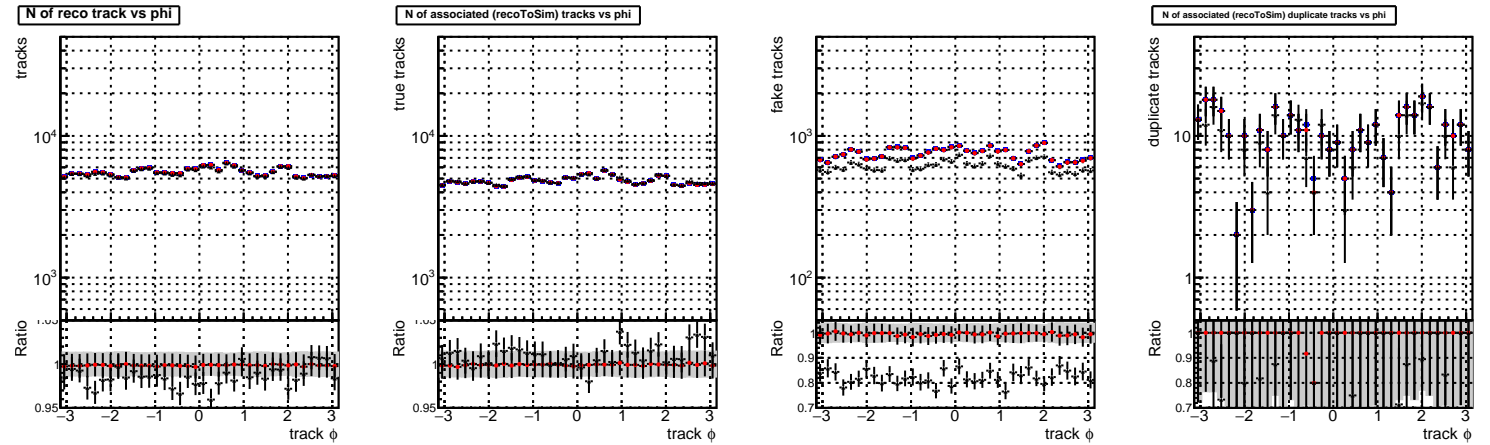 N of reco track vs phi
tracks
10⁴
10³
Ratio
0.95
−3 −2 −1 0 1 2 3
track ϕ
N of associated (recoToSim) tracks vs phi
true tracks
10⁴
10³
Ratio
1
0.95
−3 −2 −1 0 1 2 3
track ϕ
fake tracks
10³
10²
Ratio
1
0.9
0.8
0.7
−3 −2 −1 0 1 2 3
track ϕ
N of associated (recoToSim) duplicate tracks vs phi
duplicate tracks
10
1
Ratio
1
0.9
0.8
0.7
−3 −2 −1 0 1 2 3
track ϕ